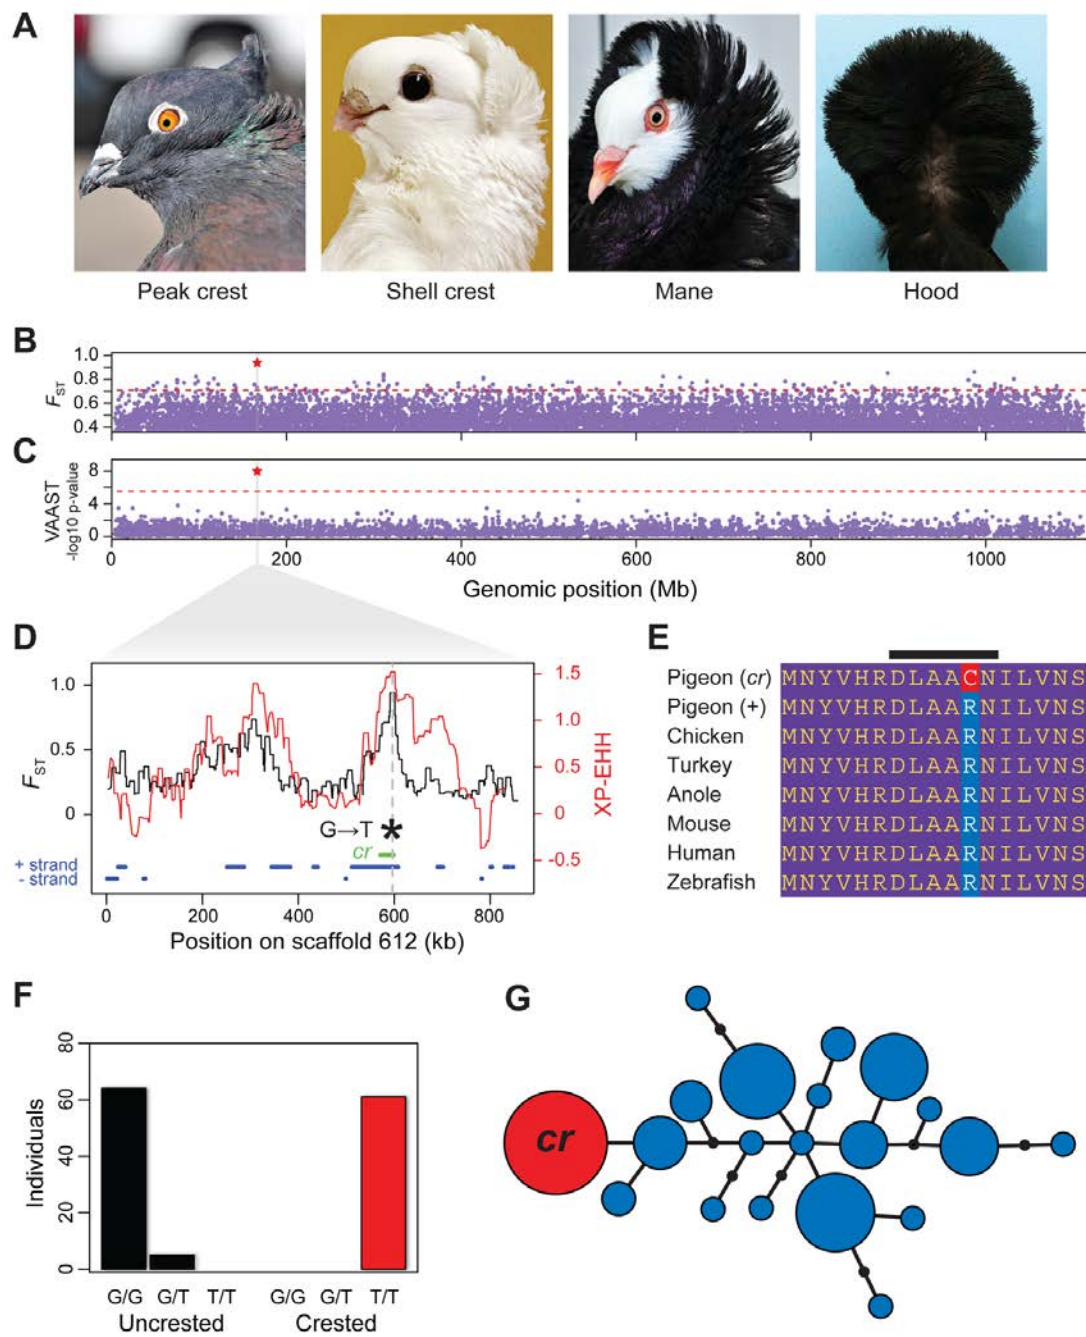 A
Peak crest
Shell crest
Mane
Hood
B
1.0
0.8
0.6
0.4
FST
C
8
4
0
VAAST
-log10 p-value
0 200 400 600 800 1000
Genomic position (Mb)
D
1.0
0.5
0
FST
1.5
1.0
0.5
0
-0.5
XP-EHH
G→T *
cr
+ strand
- strand
0 200 400 600 800
Position on scaffold 612 (kb)
E
Pigeon (cr) MNYVHRDLAACNILVNS
Pigeon (+) MNYVHRDLAARNILVNS
Chicken MNYVHRDLAARNILVNS
Turkey MNYVHRDLAARNILVNS
Anole MNYVHRDLAARNILVNS
Mouse MNYVHRDLAARNILVNS
Human MNYVHRDLAARNILVNS
Zebrafish MNYVHRDLAARNILVNS
F
80
60
40
20
0
Individuals
G/G G/T T/T G/G G/T T/T
Uncrested Crested
G
cr